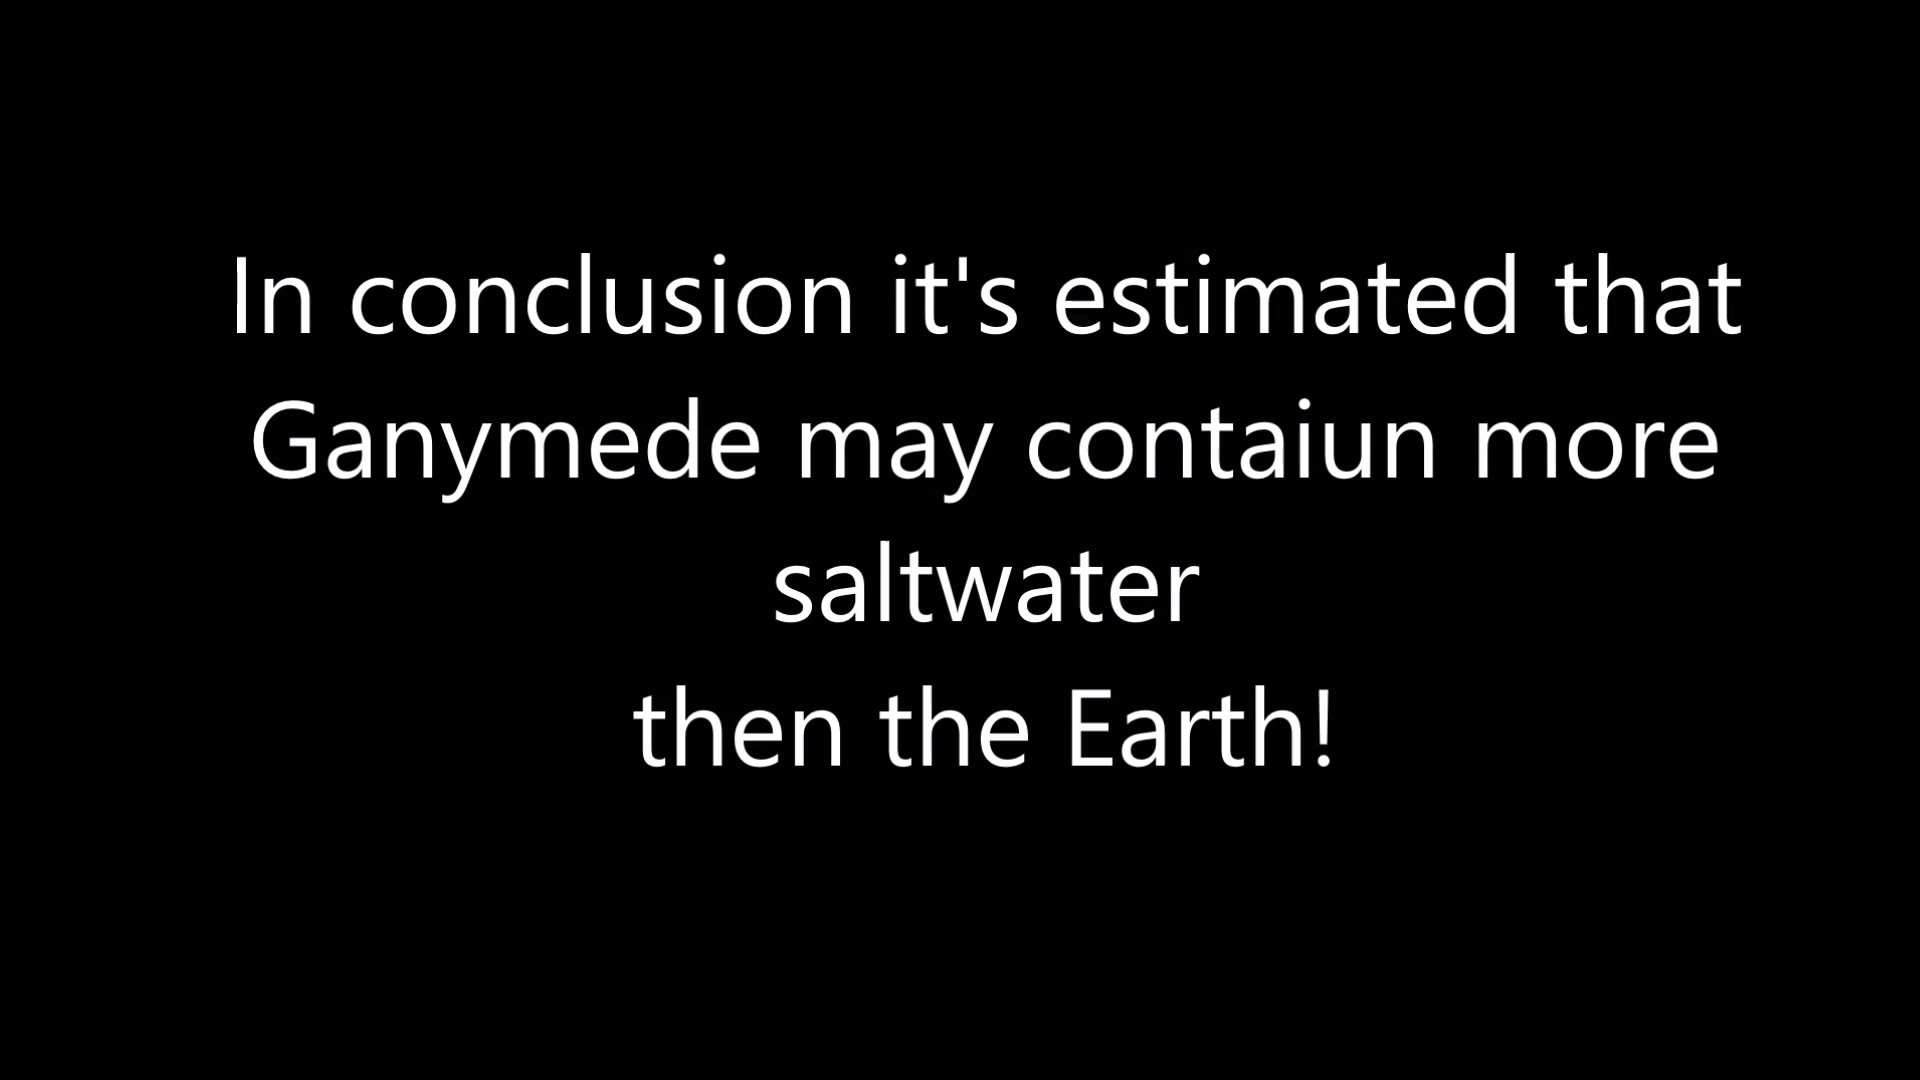 In conclusion it's estimated that
Ganymede may contaiun more
saltwater
then the Earth!